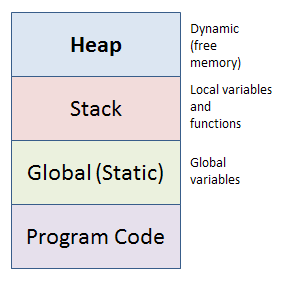 Heap
Dynamic
(free
memory)
Stack
Local variables
and
functions
Global (Static)
Global
variables
Program Code